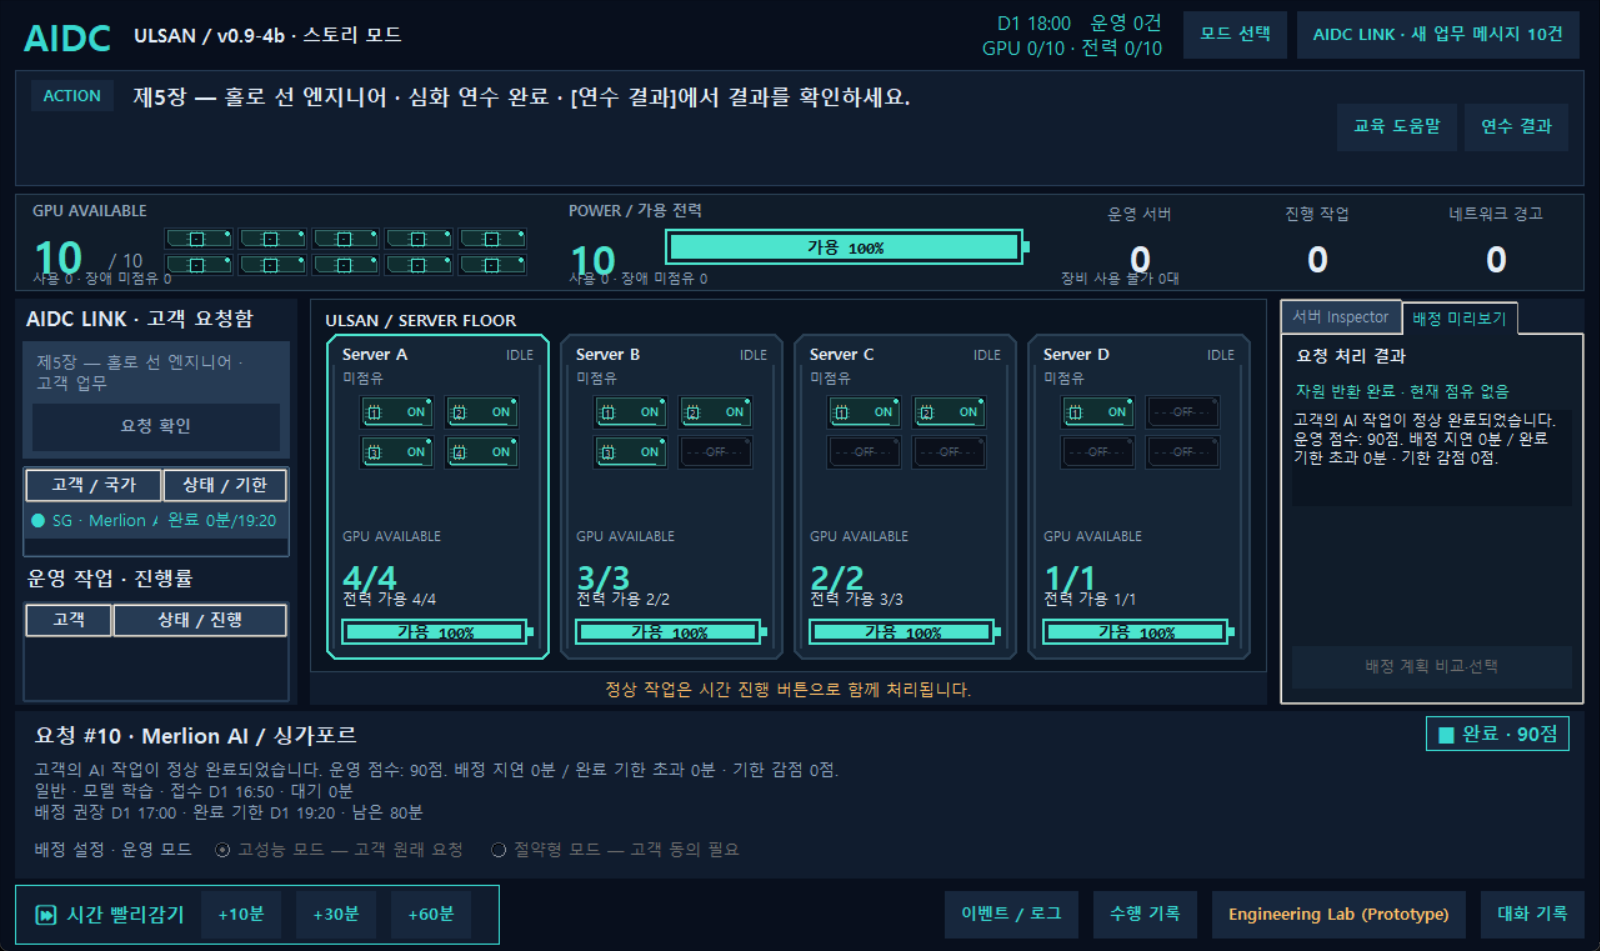 AIDC ULSAN / v0.9-4b · 스토리 모드
D1 18:00 운영 0건
GPU 0/10 · 전력 0/10
모드 선택
AIDC LINK · 새 업무 메시지 10건
ACTION 제5장 — 홀로 선 엔지니어 · 심화 연수 완료 · [연수 결과]에서 결과를 확인하세요.
교육 도움말
연수 결과
GPU AVAILABLE
10 / 10
사용 0 · 장애 미점유 0
POWER / 가용 전력
10
가용 100%
사용 0 · 장애 미점유 0
운영 서버
0
장비 사용 불가 0대
진행 작업
0
네트워크 경고
0
AIDC LINK · 고객 요청함
제5장 — 홀로 선 엔지니어 ·
고객 업무
요청 확인
고객 / 국가 상태 / 기한
SG · Merlion 완료 0분/19:20
운영 작업 · 진행률
고객 상태 / 진행
ULSAN / SERVER FLOOR
Server A IDLE
미점유
1 ON 2 ON
3 ON 4 ON
GPU AVAILABLE
4/4
전력 가용 4/4
가용 100%
Server B IDLE
미점유
1 ON 2 ON
3 ON OFF
GPU AVAILABLE
3/3
전력 가용 2/2
가용 100%
Server C IDLE
미점유
1 ON 2 ON
OFF OFF
GPU AVAILABLE
2/2
전력 가용 3/3
가용 100%
Server D IDLE
미점유
1 ON OFF
OFF OFF
GPU AVAILABLE
1/1
전력 가용 1/1
가용 100%
정상 작업은 시간 진행 버튼으로 함께 처리됩니다.
서버 Inspector 배정 미리보기
요청 처리 결과
자원 반환 완료 · 현재 점유 없음
고객의 AI 작업이 정상 완료되었습니다.
운영 점수: 90점. 배정 지연 0분 / 완료
기한 초과 0분 · 기한 감점 0점.
배정 계획 비교·선택
요청 #10 · Merlion AI / 싱가포르
완료 · 90점
고객의 AI 작업이 정상 완료되었습니다. 운영 점수: 90점. 배정 지연 0분 / 완료 기한 초과 0분 · 기한 감점 0점.
일반 · 모델 학습 · 접수 D1 16:50 · 대기 0분
배정 권장 D1 17:00 · 완료 기한 D1 19:20 · 남은 80분
배정 설정 · 운영 모드 고성능 모드 — 고객 원래 요청 절약형 모드 — 고객 동의 필요
시간 빨리감기 +10분 +30분 +60분
이벤트 / 로그 수행 기록 Engineering Lab (Prototype) 대화 기록